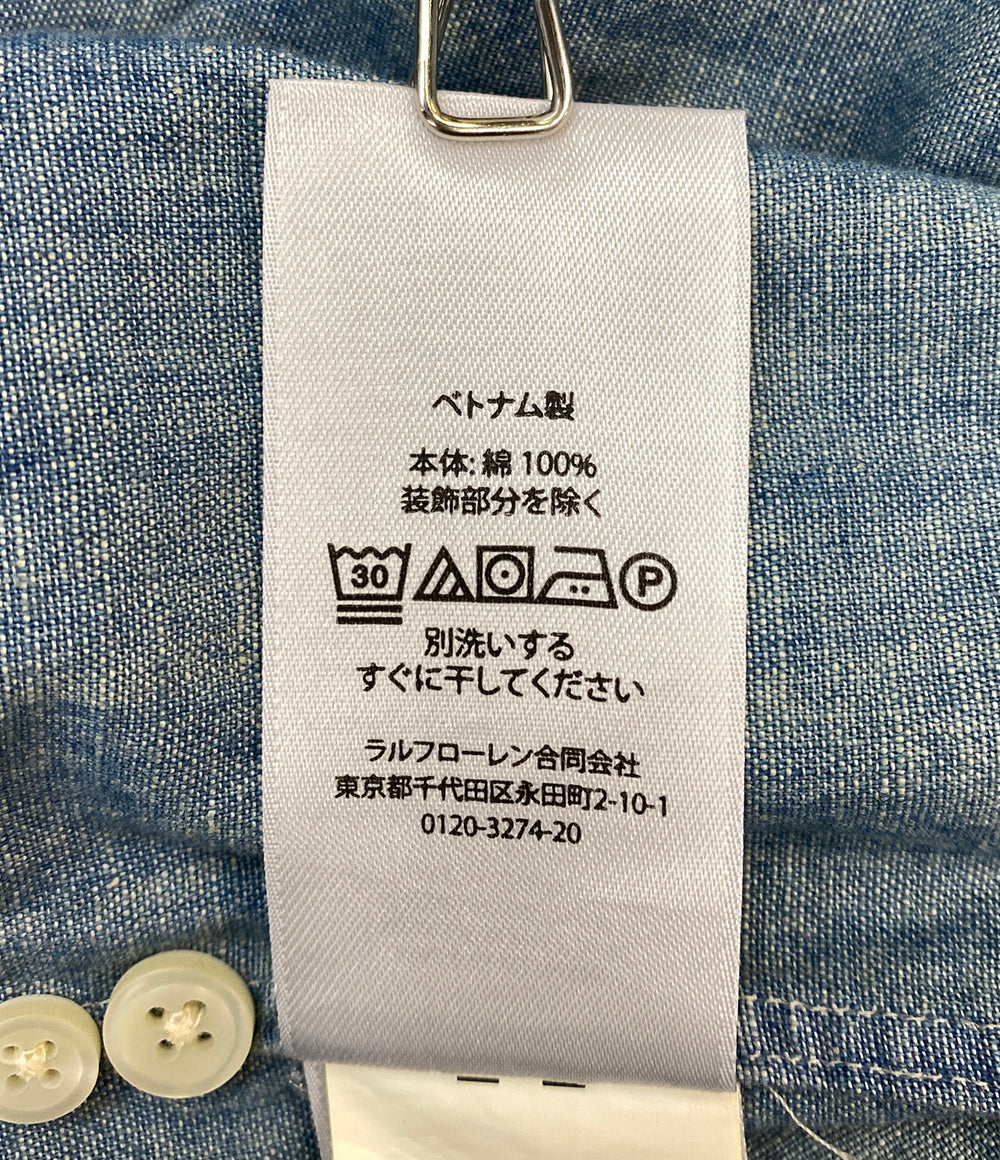 ベトナム製
本体: 綿 100%
装飾部分を除く
30 P
別洗いする
すぐに干してください
ラルフローレン合同会社
東京都千代田区永田町2-10-1
0120-3274-20